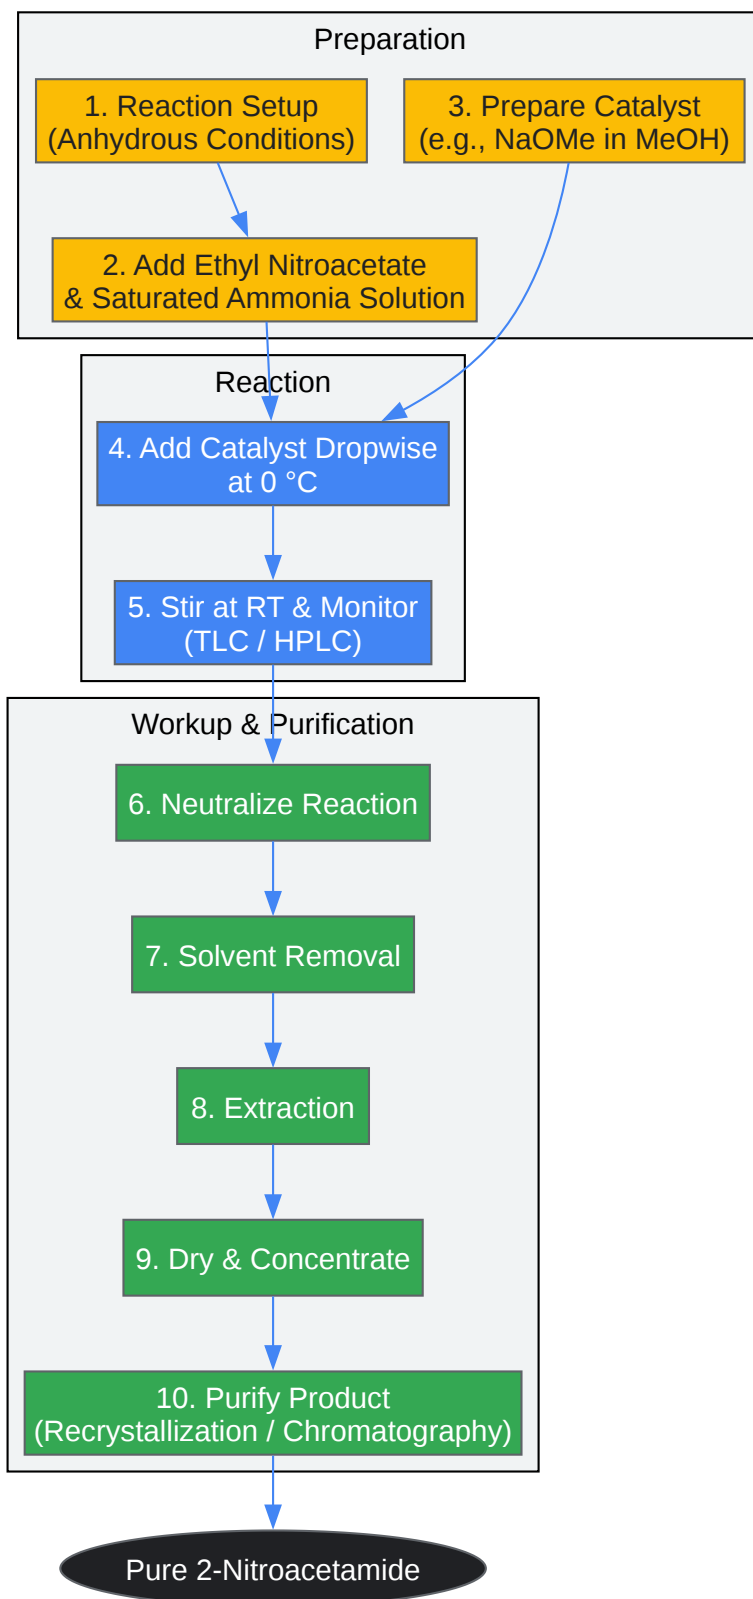 Preparation
1. Reaction Setup
(Anhydrous Conditions)
3. Prepare Catalyst
(e.g., NaOMe in MeOH)
2. Add Ethyl Nitroacetate
& Saturated Ammonia Solution
Reaction
4. Add Catalyst Dropwise
at 0 °C
5. Stir at RT & Monitor
(TLC / HPLC)
Workup & Purification
6. Neutralize Reaction
7. Solvent Removal
8. Extraction
9. Dry & Concentrate
10. Purify Product
(Recrystallization / Chromatography)
Pure 2-Nitroacetamide